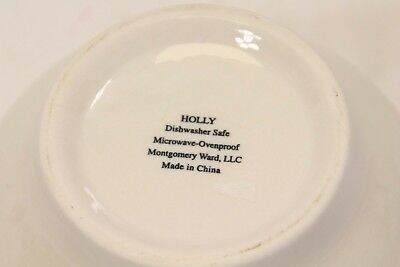 HOLLY
Dishwasher Safe
Microwave-Ovenproof
Montgomery Ward, LLC
Made in China